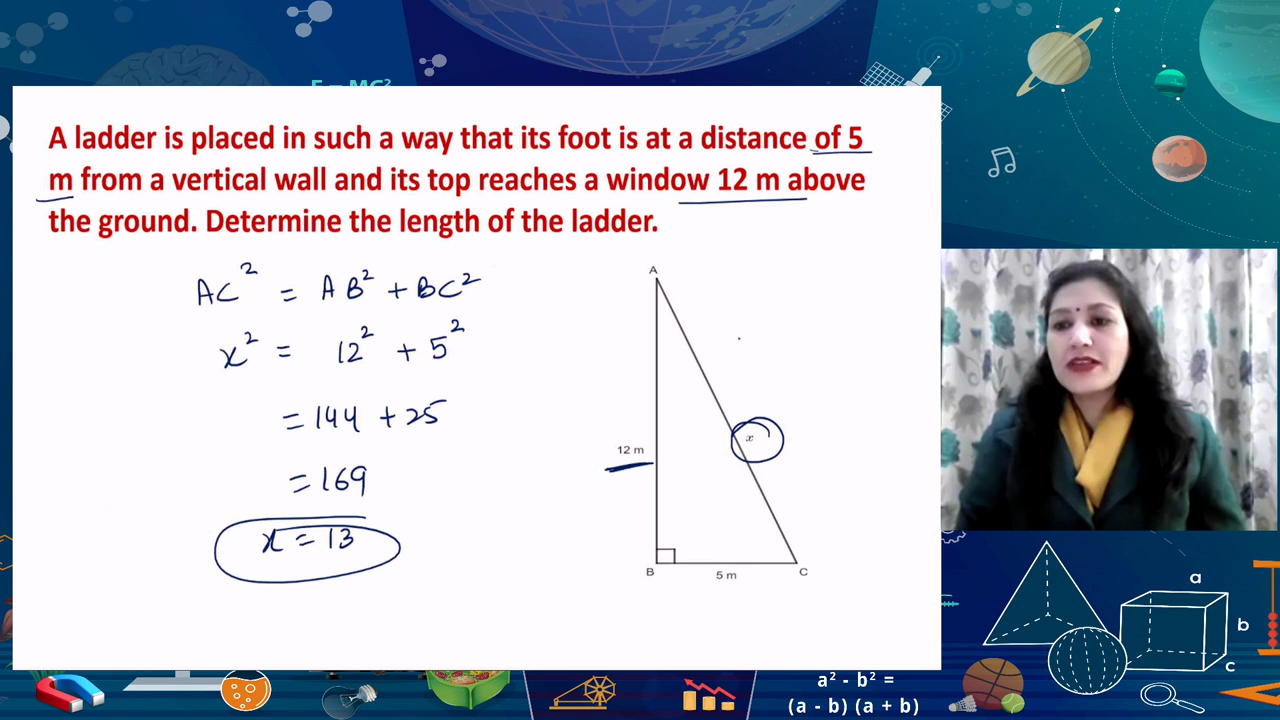 E = MC²
A ladder is placed in such a way that its foot is at a distance of 5
m from a vertical wall and its top reaches a window 12 m above
the ground. Determine the length of the ladder.
AC² = AB² + BC²
x² = 12² + 5²
= 144 + 25
= 169
x = 13
A
12 m
x
B
5 m
C
a
b
c
a² - b² =
(a - b) (a + b)